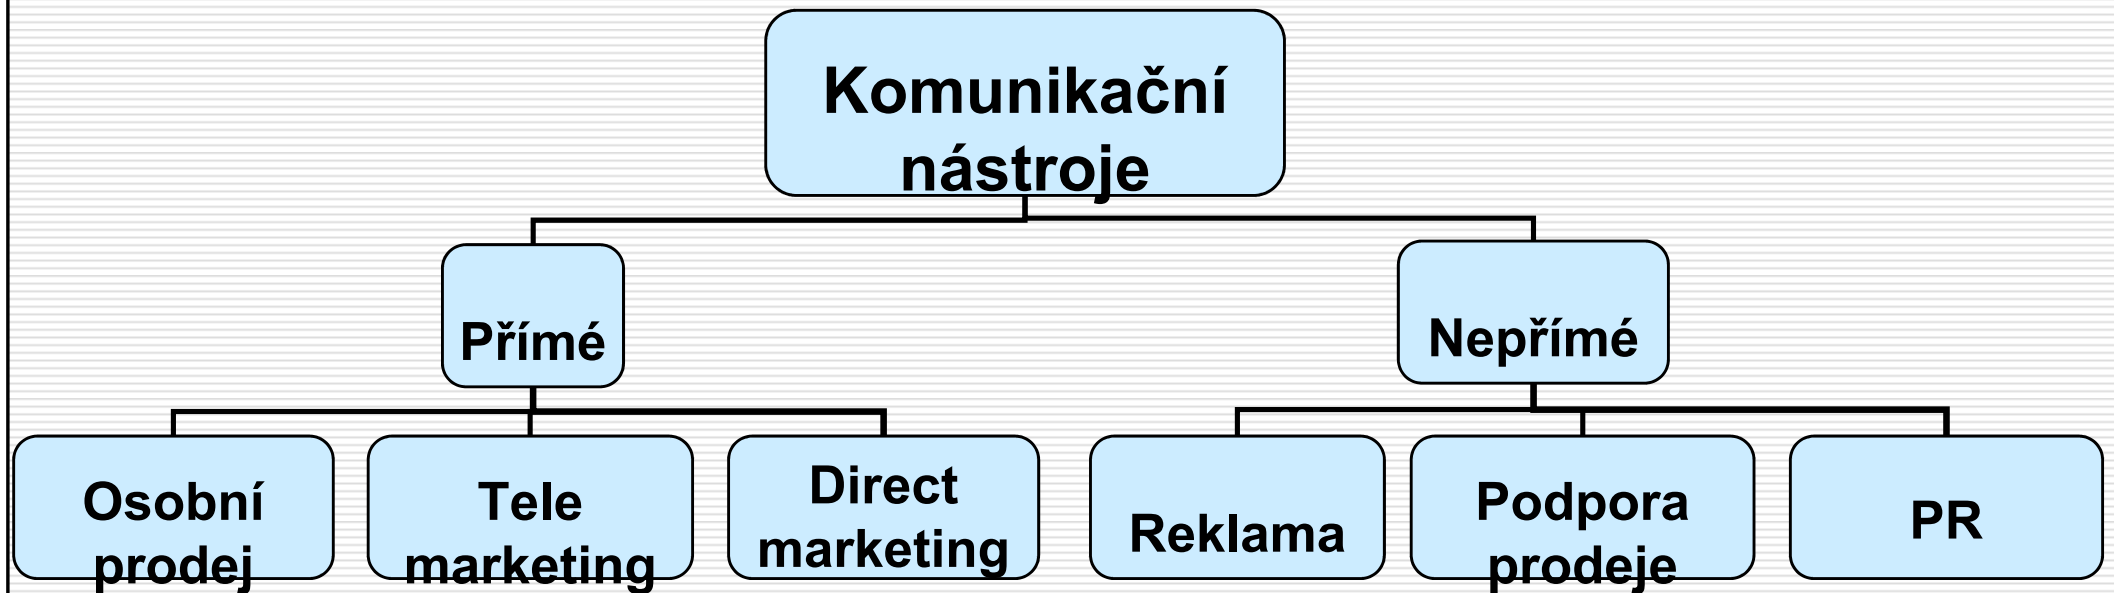 Komunikační
nástroje
Přímé
Nepřímé
Osobní
prodej
Tele
marketing
Direct
marketing
Reklama
Podpora
prodeje
PR